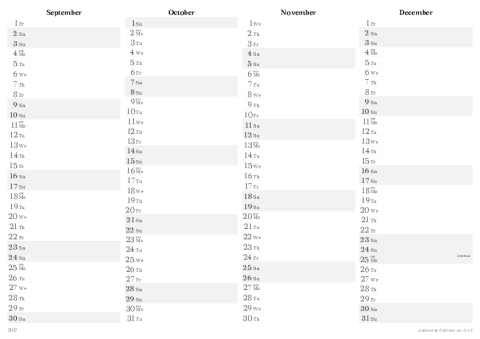 September
1 Fr
2 Sa
3 Su
4 Mo
5 Tu
6 We
7 Th
8 Fr
9 Sa
10 Su
11 Mo
12 Tu
13 We
14 Th
15 Fr
16 Sa
17 Su
18 Mo
19 Tu
20 We
21 Th
22 Fr
23 Sa
24 Su
25 Mo
26 Tu
27 We
28 Th
29 Fr
30 Sa
October
1 Su
2 Mo
3 Tu
4 We
5 Th
6 Fr
7 Sa
8 Su
9 Mo
10 Tu
11 We
12 Th
13 Fr
14 Sa
15 Su
16 Mo
17 Tu
18 We
19 Th
20 Fr
21 Sa
22 Su
23 Mo
24 Tu
25 We
26 Th
27 Fr
28 Sa
29 Su
30 Mo
31 Tu
November
1 We
2 Th
3 Fr
4 Sa
5 Su
6 Mo
7 Tu
8 We
9 Th
10 Fr
11 Sa
12 Su
13 Mo
14 Tu
15 We
16 Th
17 Fr
18 Sa
19 Su
20 Mo
21 Tu
22 We
23 Th
24 Fr
25 Sa
26 Su
27 Mo
28 Tu
29 We
30 Th
December
1 Fr
2 Sa
3 Su
4 Mo
5 Tu
6 We
7 Th
8 Fr
9 Sa
10 Su
11 Mo
12 Tu
13 We
14 Th
15 Fr
16 Sa
17 Su
18 Mo
19 Tu
20 We
21 Th
22 Fr
23 Sa
24 Su
25 Mo
26 Tu
27 We
28 Th
29 Fr
30 Sa
31 Su
2017